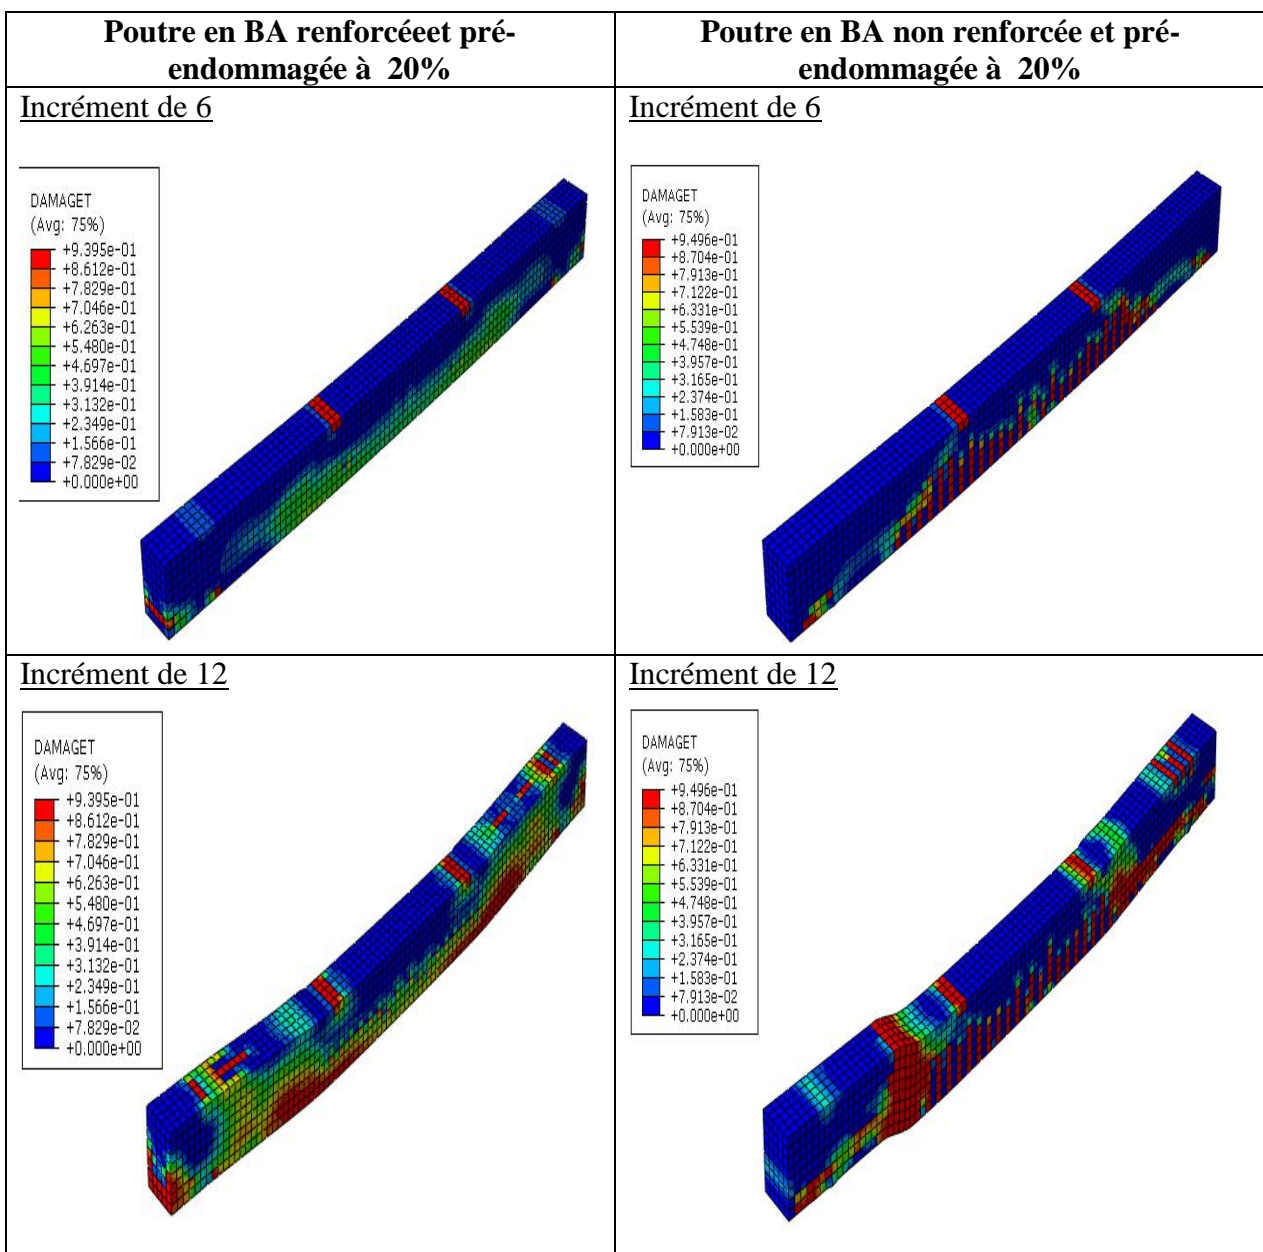 Poutre en BA renforcéeet pré-
endommagée à 20%
Poutre en BA non renforcée et pré-
endommagée à 20%
Incrément de 6
DAMAGET
(Avg: 75%)
+9.395e-01
+8.612e-01
+7.829e-01
+7.046e-01
+6.263e-01
+5.480e-01
+4.697e-01
+3.914e-01
+3.132e-01
+2.349e-01
+1.566e-01
+7.829e-02
+0.000e+00
Incrément de 6
DAMAGET
(Avg: 75%)
+9.496e-01
+8.704e-01
+7.913e-01
+7.122e-01
+6.331e-01
+5.539e-01
+4.748e-01
+3.957e-01
+3.165e-01
+2.374e-01
+1.583e-01
+7.913e-02
+0.000e+00
Incrément de 12
DAMAGET
(Avg: 75%)
+9.395e-01
+8.612e-01
+7.829e-01
+7.046e-01
+6.263e-01
+5.480e-01
+4.697e-01
+3.914e-01
+3.132e-01
+2.349e-01
+1.566e-01
+7.829e-02
+0.000e+00
Incrément de 12
DAMAGET
(Avg: 75%)
+9.496e-01
+8.704e-01
+7.913e-01
+7.122e-01
+6.331e-01
+5.539e-01
+4.748e-01
+3.957e-01
+3.165e-01
+2.374e-01
+1.583e-01
+7.913e-02
+0.000e+00